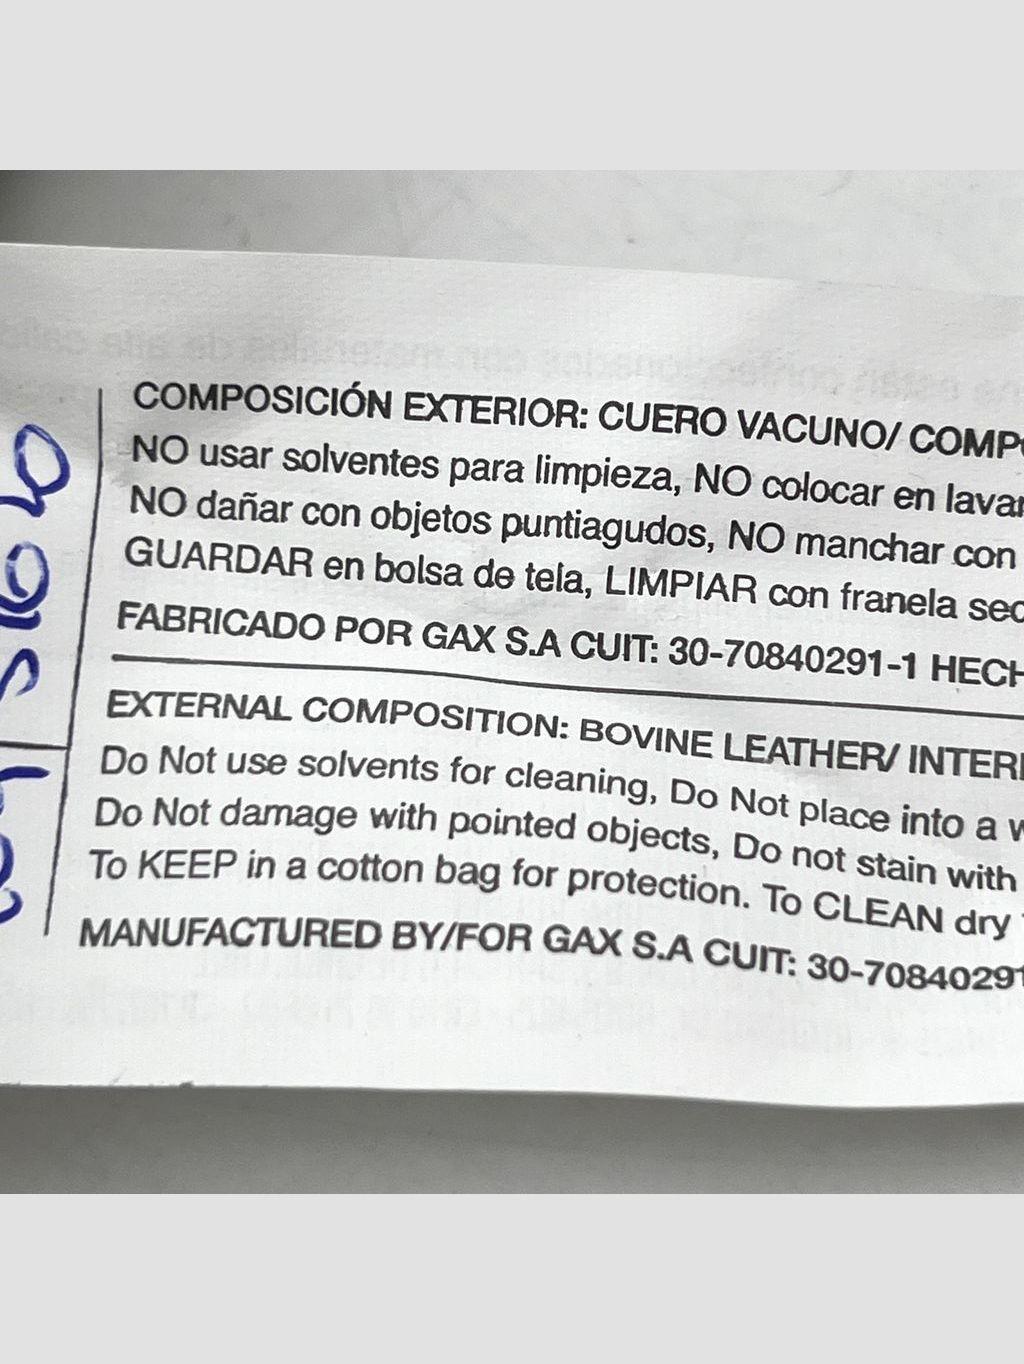 COMPOSICIÓN EXTERIOR: CUERO VACUNO/
NO usar solventes para limpieza, NO colocar en
NO dañar con objetos puntiagudos, NO manchar con
GUARDAR en bolsa de tela, LIMPIAR con franela
FABRICADO POR GAX S.A CUIT: 30-70840291-1
EXTERNAL COMPOSITION: BOVINE LEATHER/
Do Not use solvents for cleaning, Do Not place into a
Do Not damage with pointed objects, Do not stain with
To KEEP in a cotton bag for protection. To CLEAN dry
MANUFACTURED BY/FOR GAX S.A CUIT: 30-70840291